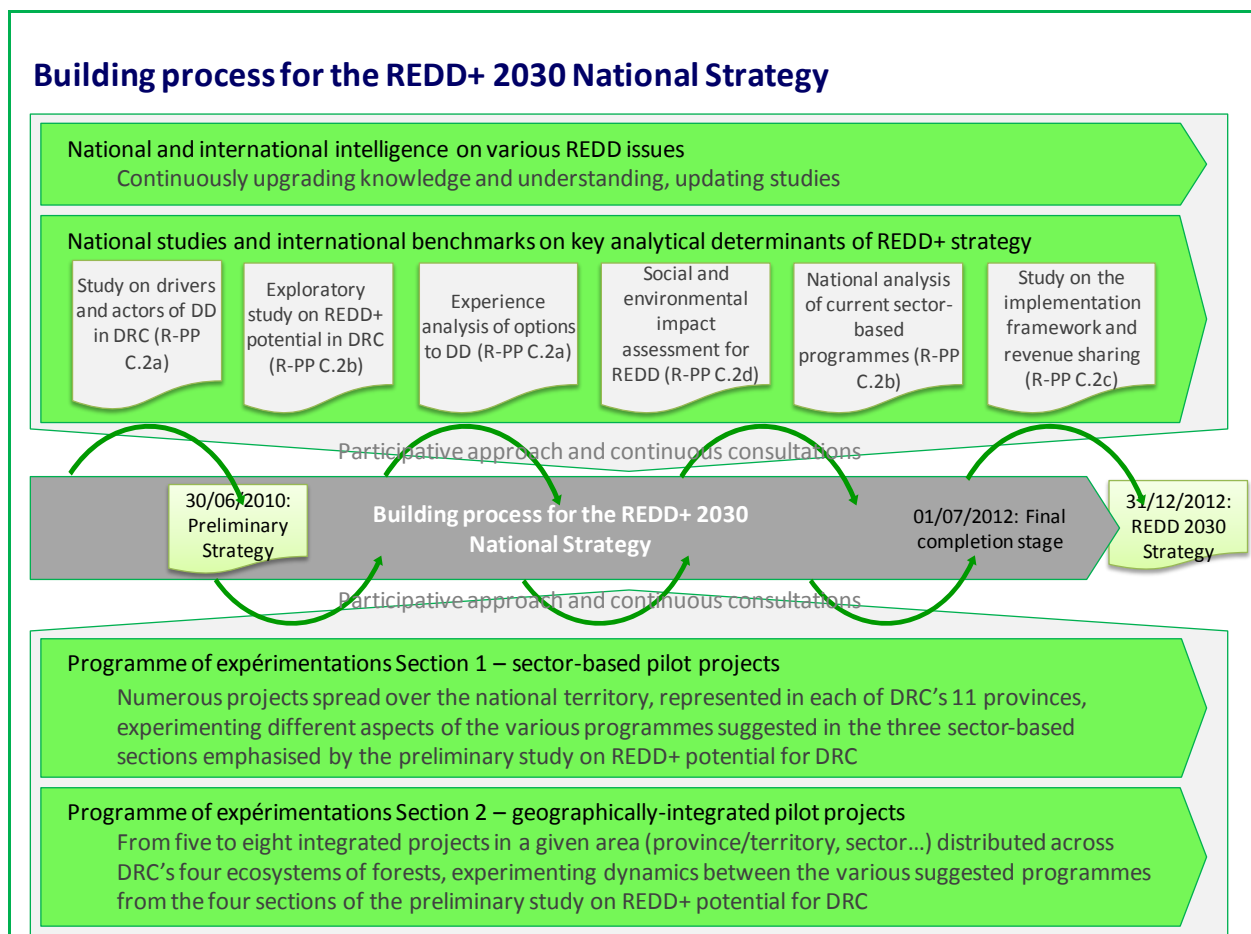 Building process for the REDD+ 2030 National Strategy
National and international intelligence on various REDD issues
Continuously upgrading knowledge and understanding, updating studies
National studies and international benchmarks on key analytical determinants of REDD+ strategy
Study on drivers
and actors of DD
in DRC (R-PP
C.2a)
Exploratory
study on REDD+
potential in DRC
(R-PP C.2b)
Experience
analysis of options
to DD (R-PP C.2a)
Social and
environmental
impact
assessment for
REDD (R-PP C.2d)
National analysis
of current sector-
based
programmes (R-PP
C.2b)
Study on the
implementation
framework and
revenue sharing
(R-PP C.2c)
Participative approach and continuous consultations
30/06/2010:
Preliminary
Strategy
Building process for the REDD+ 2030
National Strategy
01/07/2012: Final
completion stage
31/12/2012:
REDD 2030
Strategy
Participative approach and continuous consultations
Programme of expérimentations Section 1 – sector-based pilot projects
Numerous projects spread over the national territory, represented in each of DRC's 11 provinces,
experimenting different aspects of the various programmes suggested in the three sector-based
sections emphasised by the preliminary study on REDD+ potential for DRC
Programme of expérimentations Section 2 – geographically-integrated pilot projects
From five to eight integrated projects in a given area (province/territory, sector…) distributed across
DRC's four ecosystems of forests, experimenting dynamics between the various suggested programmes
from the four sections of the preliminary study on REDD+ potential for DRC